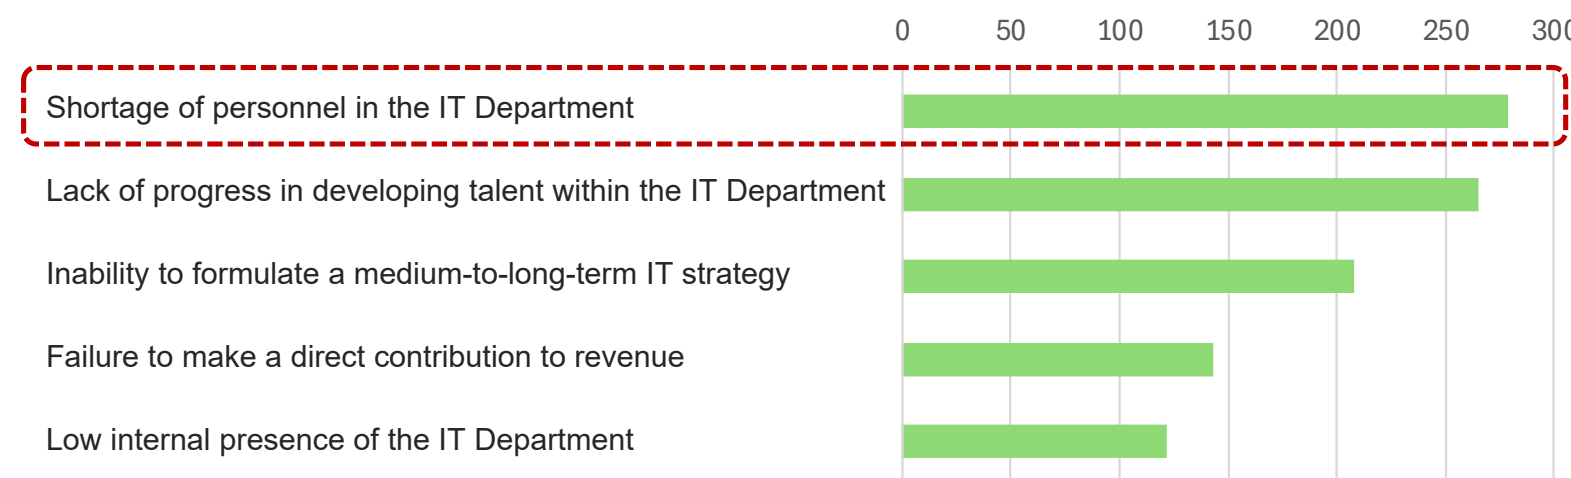 0 50 100 150 200 250 300
Shortage of personnel in the IT Department
Lack of progress in developing talent within the IT Department
Inability to formulate a medium-to-long-term IT strategy
Failure to make a direct contribution to revenue
Low internal presence of the IT Department